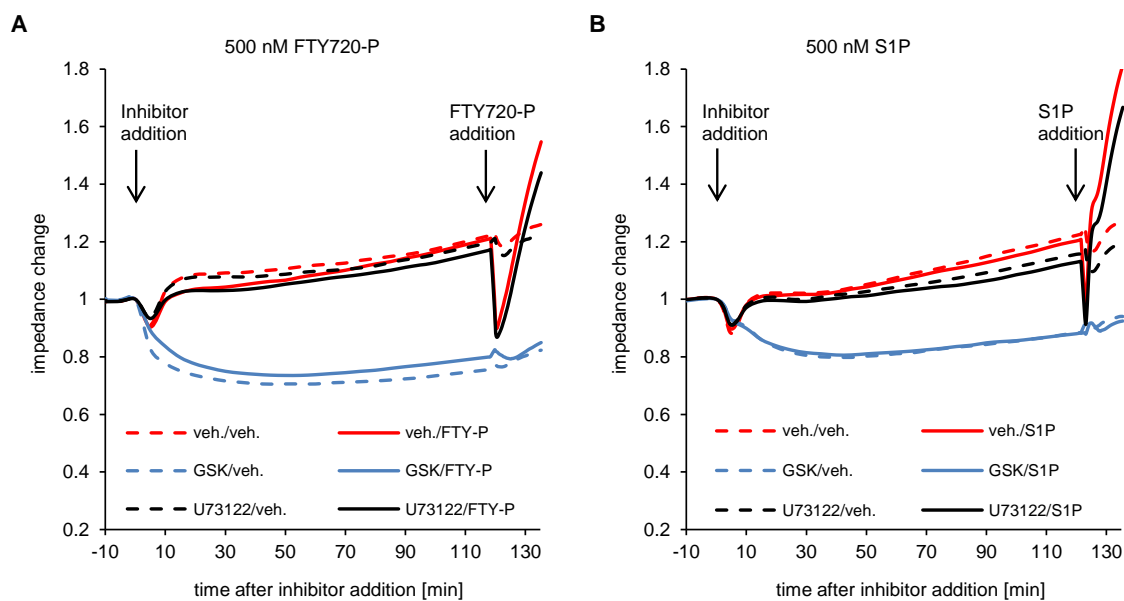 A
500 nM FTY720-P
1.8
1.6
1.4
1.2
1
0.8
0.6
0.4
0.2
impedance change
Inhibitor
addition
FTY720-P
addition
veh./veh.
veh./FTY-P
GSK/veh.
GSK/FTY-P
U73122/veh.
U73122/FTY-P
-10 10 30 50 70 90 110 130
time after inhibitor addition [min]
B
500 nM S1P
1.8
1.6
1.4
1.2
1
0.8
0.6
0.4
0.2
impedance change
Inhibitor
addition
S1P
addition
veh./veh.
veh./S1P
GSK/veh.
GSK/S1P
U73122/veh.
U73122/S1P
-10 10 30 50 70 90 110 130
time after inhibitor addition [min]